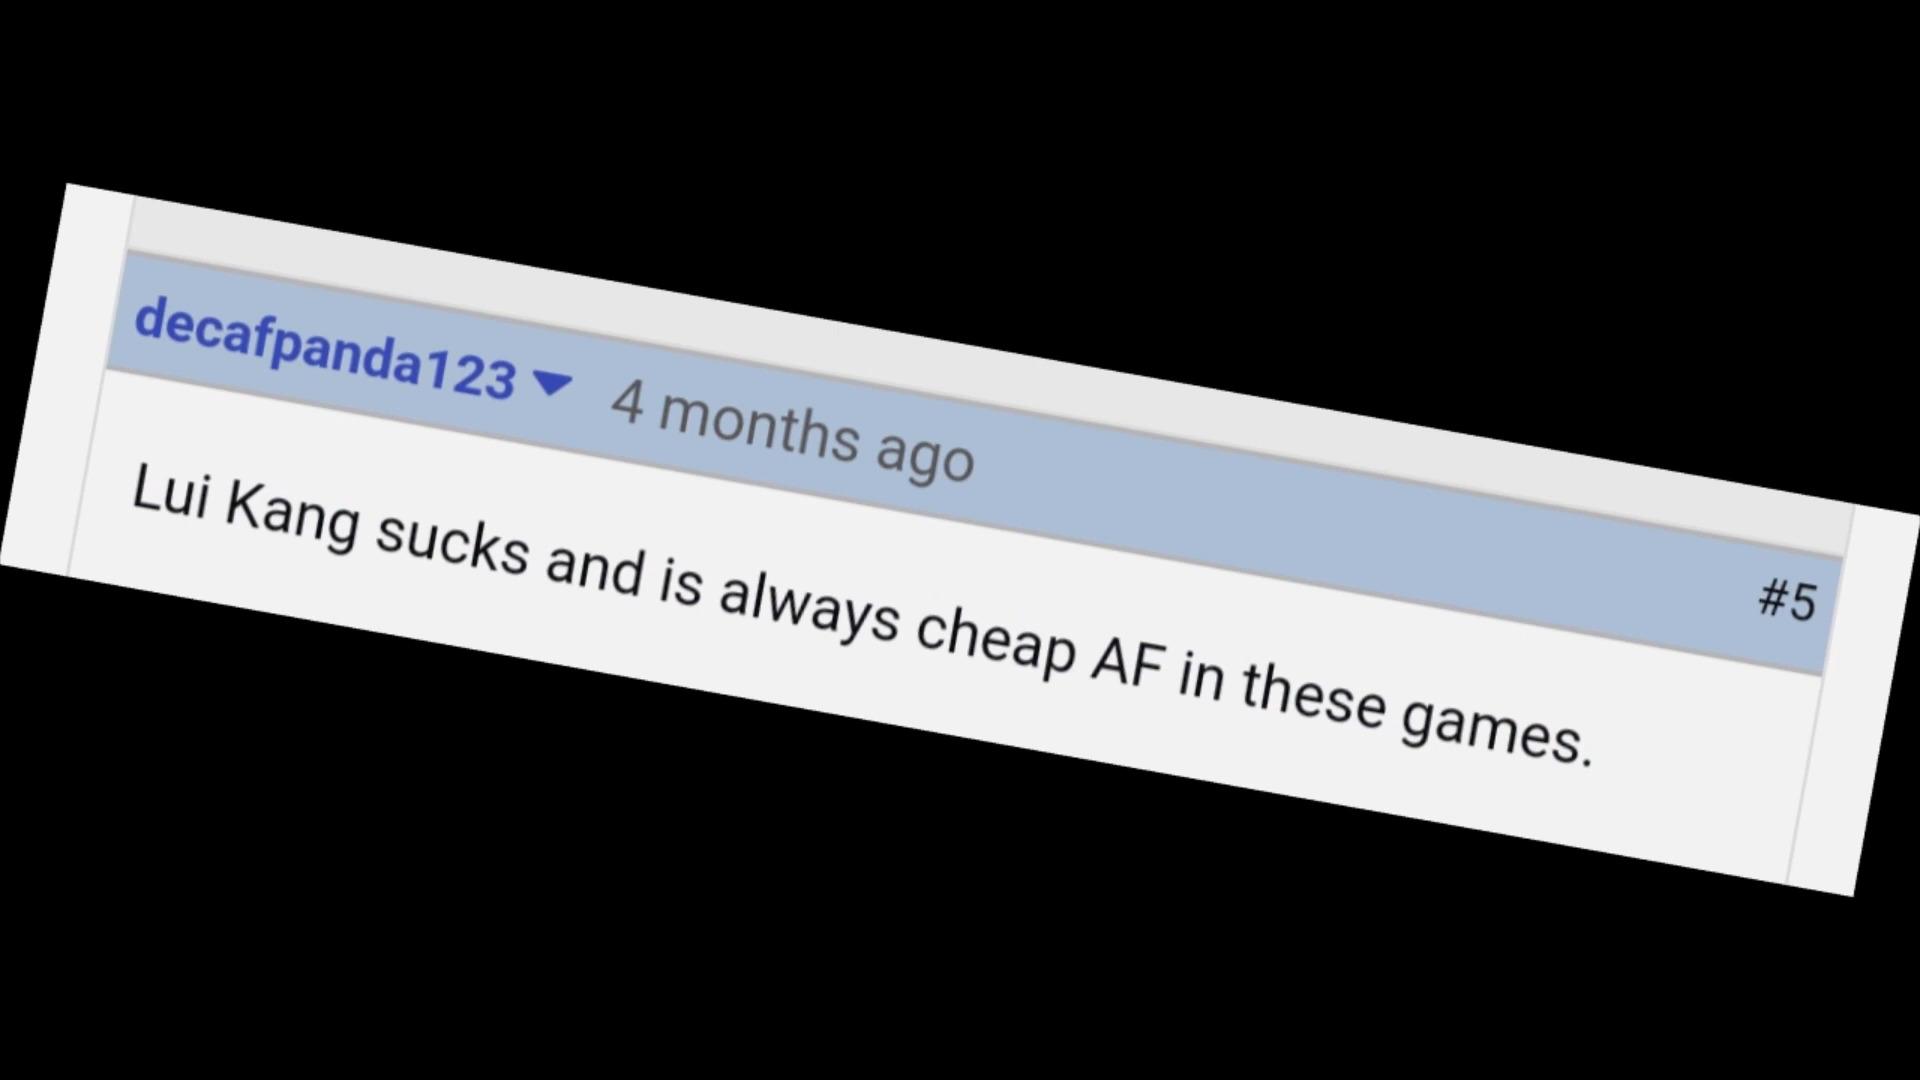 decafpanda123 4 months ago #5
Lui Kang sucks and is always cheap AF in these games.